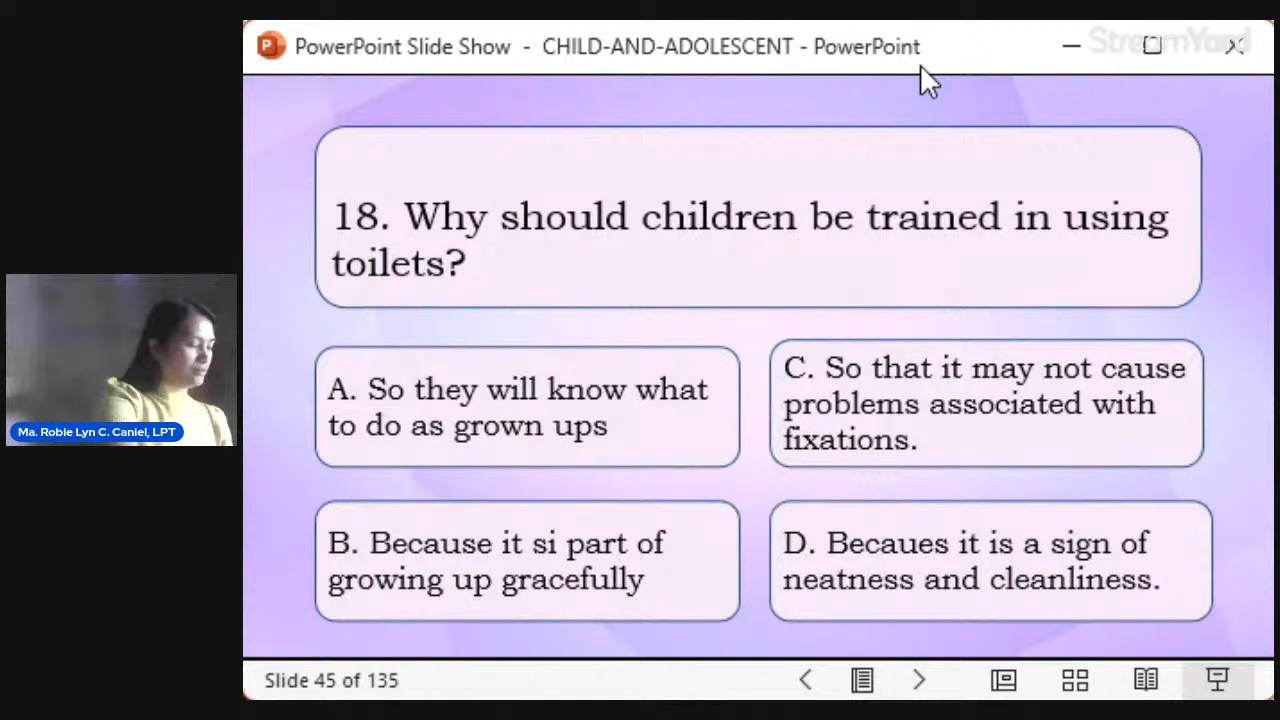 PowerPoint Slide Show - CHILD-AND-ADOLESCENT - PowerPoint
StreamYard
18. Why should children be trained in using
toilets?
A. So they will know what
to do as grown ups
C. So that it may not cause
problems associated with
fixations.
B. Because it si part of
growing up gracefully
D. Becaues it is a sign of
neatness and cleanliness.
Ma. Robie Lyn C. Caniel, LPT
Slide 45 of 135